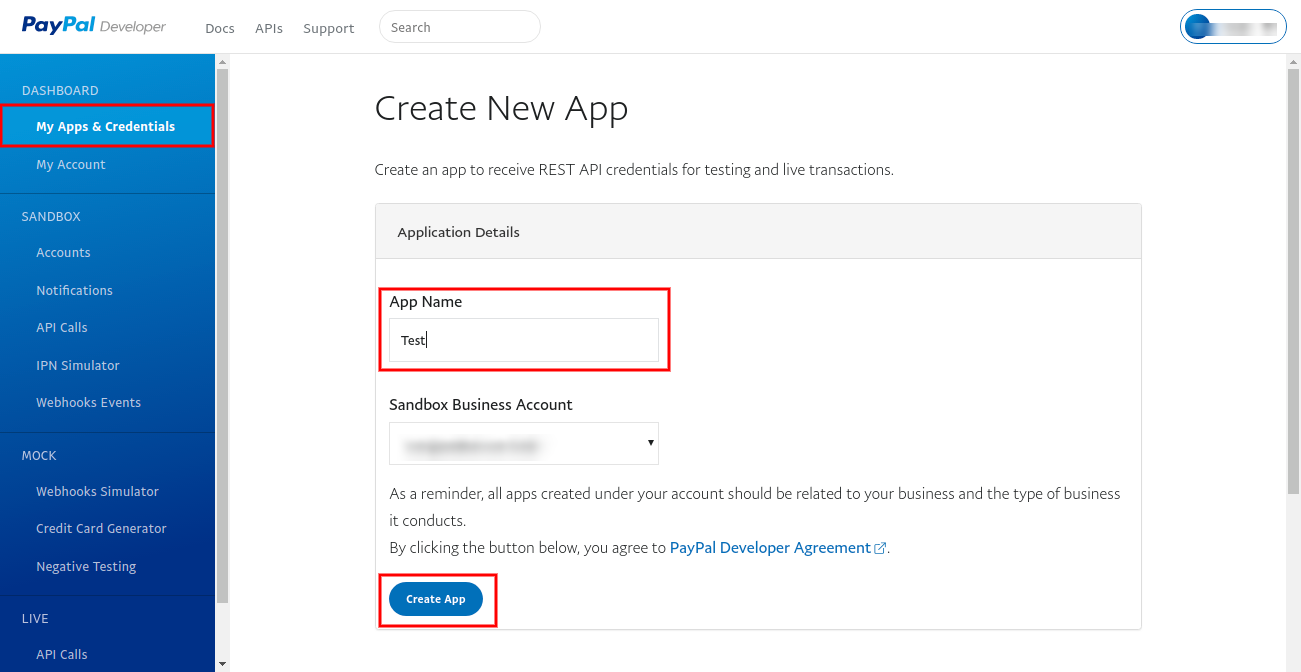 PayPal Developer
Docs APIs Support Search
DASHBOARD
My Apps & Credentials
My Account
SANDBOX
Accounts
Notifications
API Calls
IPN Simulator
Webhooks Events
MOCK
Webhooks Simulator
Credit Card Generator
Negative Testing
LIVE
API Calls
Create New App
Create an app to receive REST API credentials for testing and live transactions.
Application Details
App Name
Test
Sandbox Business Account
As a reminder, all apps created under your account should be related to your business and the type of business
it conducts.
By clicking the button below, you agree to PayPal Developer Agreement.
Create App